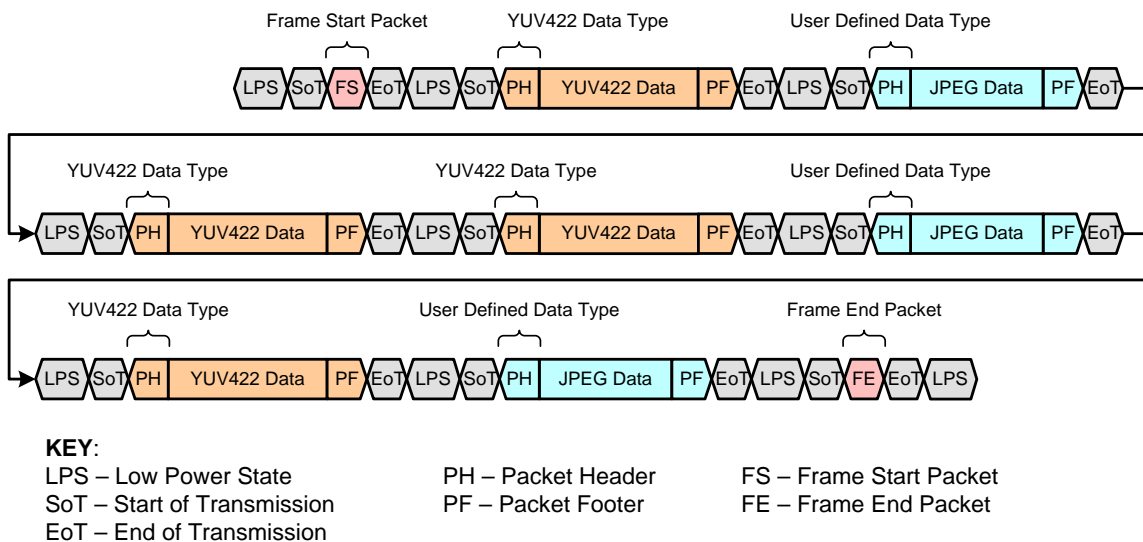 Frame Start Packet YUV422 Data Type User Defined Data Type
LPS SoT FS EoT LPS SoT PH YUV422 Data PF EoT LPS SoT PH JPEG Data PF EoT
YUV422 Data Type YUV422 Data Type User Defined Data Type
LPS SoT PH YUV422 Data PF EoT LPS SoT PH YUV422 Data PF EoT LPS SoT PH JPEG Data PF EoT
YUV422 Data Type User Defined Data Type Frame End Packet
LPS SoT PH YUV422 Data PF EoT LPS SoT PH JPEG Data PF EoT LPS SoT FE EoT LPS
KEY:
LPS – Low Power State PH – Packet Header FS – Frame Start Packet
SoT – Start of Transmission PF – Packet Footer FE – Frame End Packet
EoT – End of Transmission